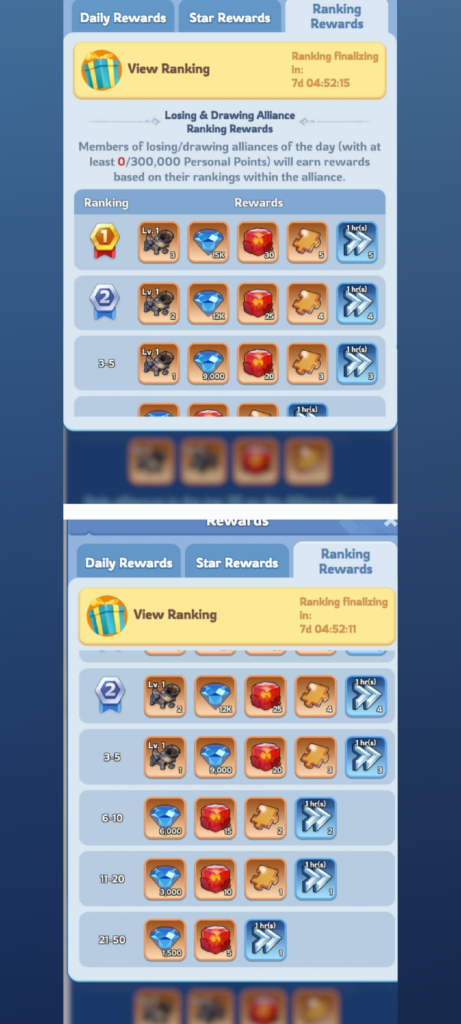 Daily Rewards
Star Rewards
Ranking
Rewards
View Ranking
Ranking finalizing
in:
7d 04:52:15
Losing & Drawing Alliance
Ranking Rewards
Members of losing/drawing alliances of the day (with at
least 0/300,000 Personal Points) will earn rewards
based on their rankings within the alliance.
Ranking
Rewards
1
Lv. 1
3
15K
30
5
1 hr(s)
5
2
Lv. 1
2
12K
25
4
1 hr(s)
4
3-5
Lv. 1
1
9,000
20
3
1 hr(s)
3
1 hr(s)
Rewards
Daily Rewards
Star Rewards
Ranking
Rewards
View Ranking
Ranking finalizing
in:
7d 04:52:11
2
Lv. 1
2
12K
25
4
1 hr(s)
4
3-5
Lv. 1
1
9,000
20
3
1 hr(s)
3
6-10
6,000
15
2
1 hr(s)
2
11-20
3,000
10
1
1 hr(s)
1
21-50
1,500
5
1 hr(s)
1